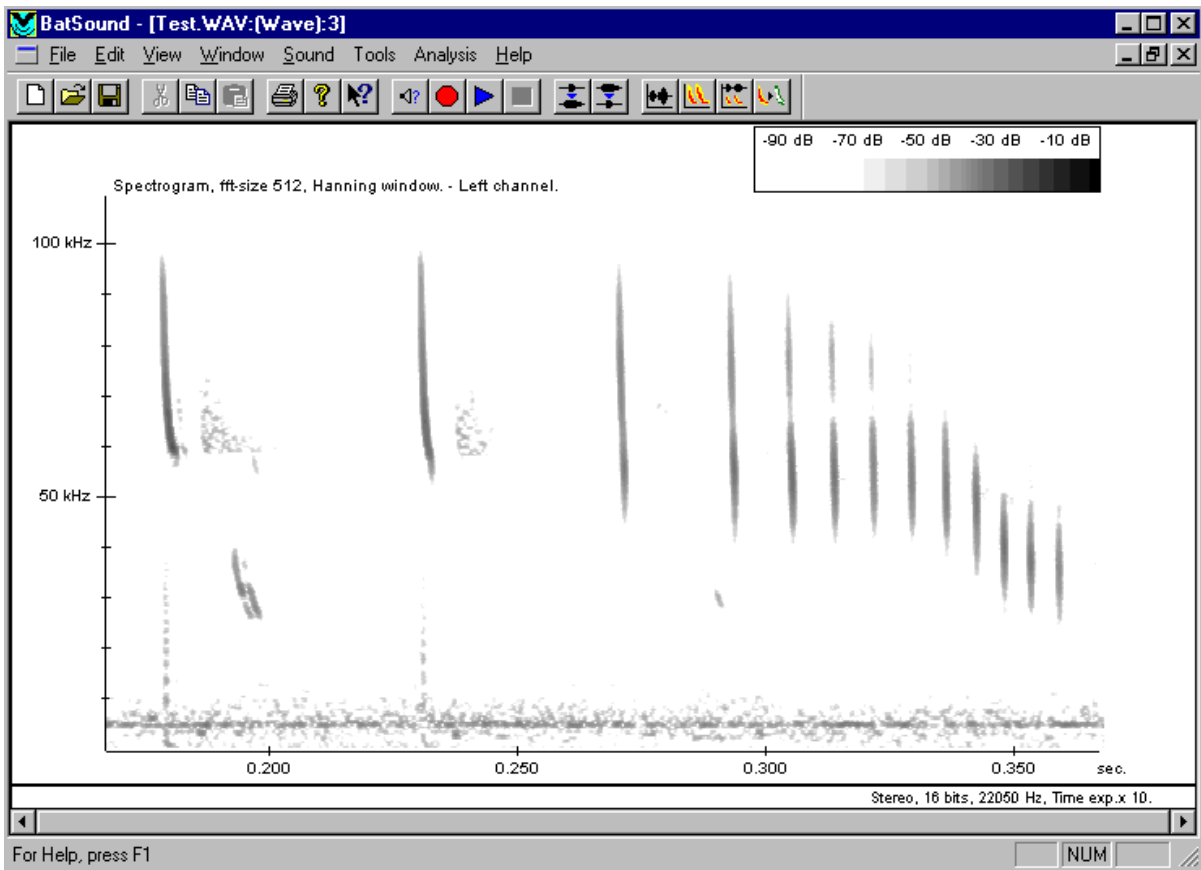 BatSound - [Test.WAV:(Wave):3]
File Edit View Window Sound Tools Analysis Help
-90 dB -70 dB -50 dB -30 dB -10 dB
Spectrogram, fft-size 512, Hanning window. - Left channel.
100 kHz
50 kHz
0.200 0.250 0.300 0.350 sec.
Stereo, 16 bits, 22050 Hz, Time exp.x 10.
For Help, press F1 NUM